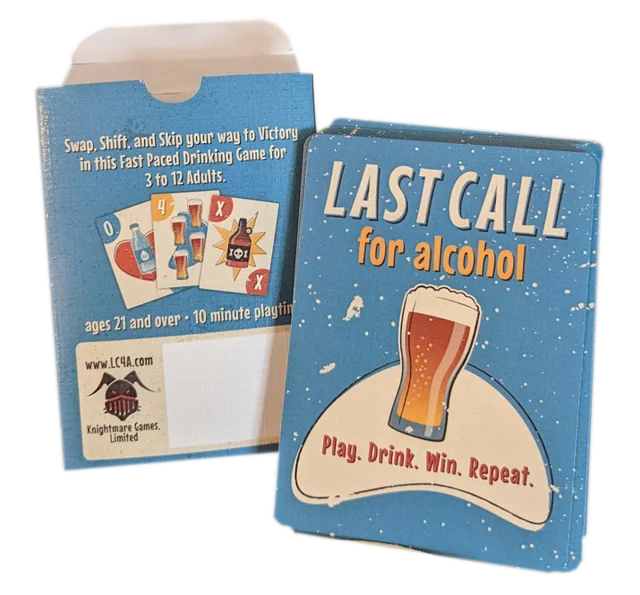 Swap, Shift, and Skip your way to Victory
in this Fast Paced Drinking Game for
3 to 12 Adults.
0
4
X
X
ages 21 and over • 10 minute playtim
www.LC4A.com
Knightmare Games,
Limited
LAST CALL
for alcohol
Play. Drink. Win. Repeat.